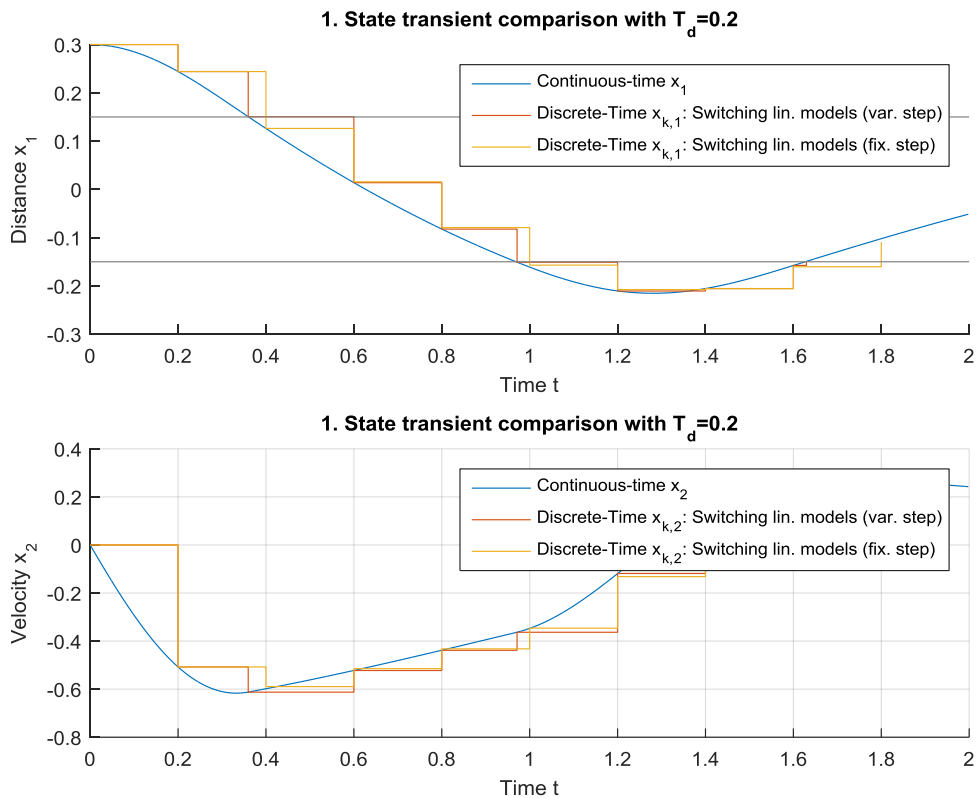 1. State transient comparison with T_d=0.2
0.3
0.2
0.1
0
-0.1
-0.2
-0.3
Distance x_1
Continuous-time x_1
Discrete-Time x_{k,1}: Switching lin. models (var. step)
Discrete-Time x_{k,1}: Switching lin. models (fix. step)
0 0.2 0.4 0.6 0.8 1 1.2 1.4 1.6 1.8 2
Time t
1. State transient comparison with T_d=0.2
0.4
0.2
0
-0.2
-0.4
-0.6
-0.8
Velocity x_2
Continuous-time x_2
Discrete-Time x_{k,2}: Switching lin. models (var. step)
Discrete-Time x_{k,2}: Switching lin. models (fix. step)
0 0.2 0.4 0.6 0.8 1 1.2 1.4 1.6 1.8 2
Time t